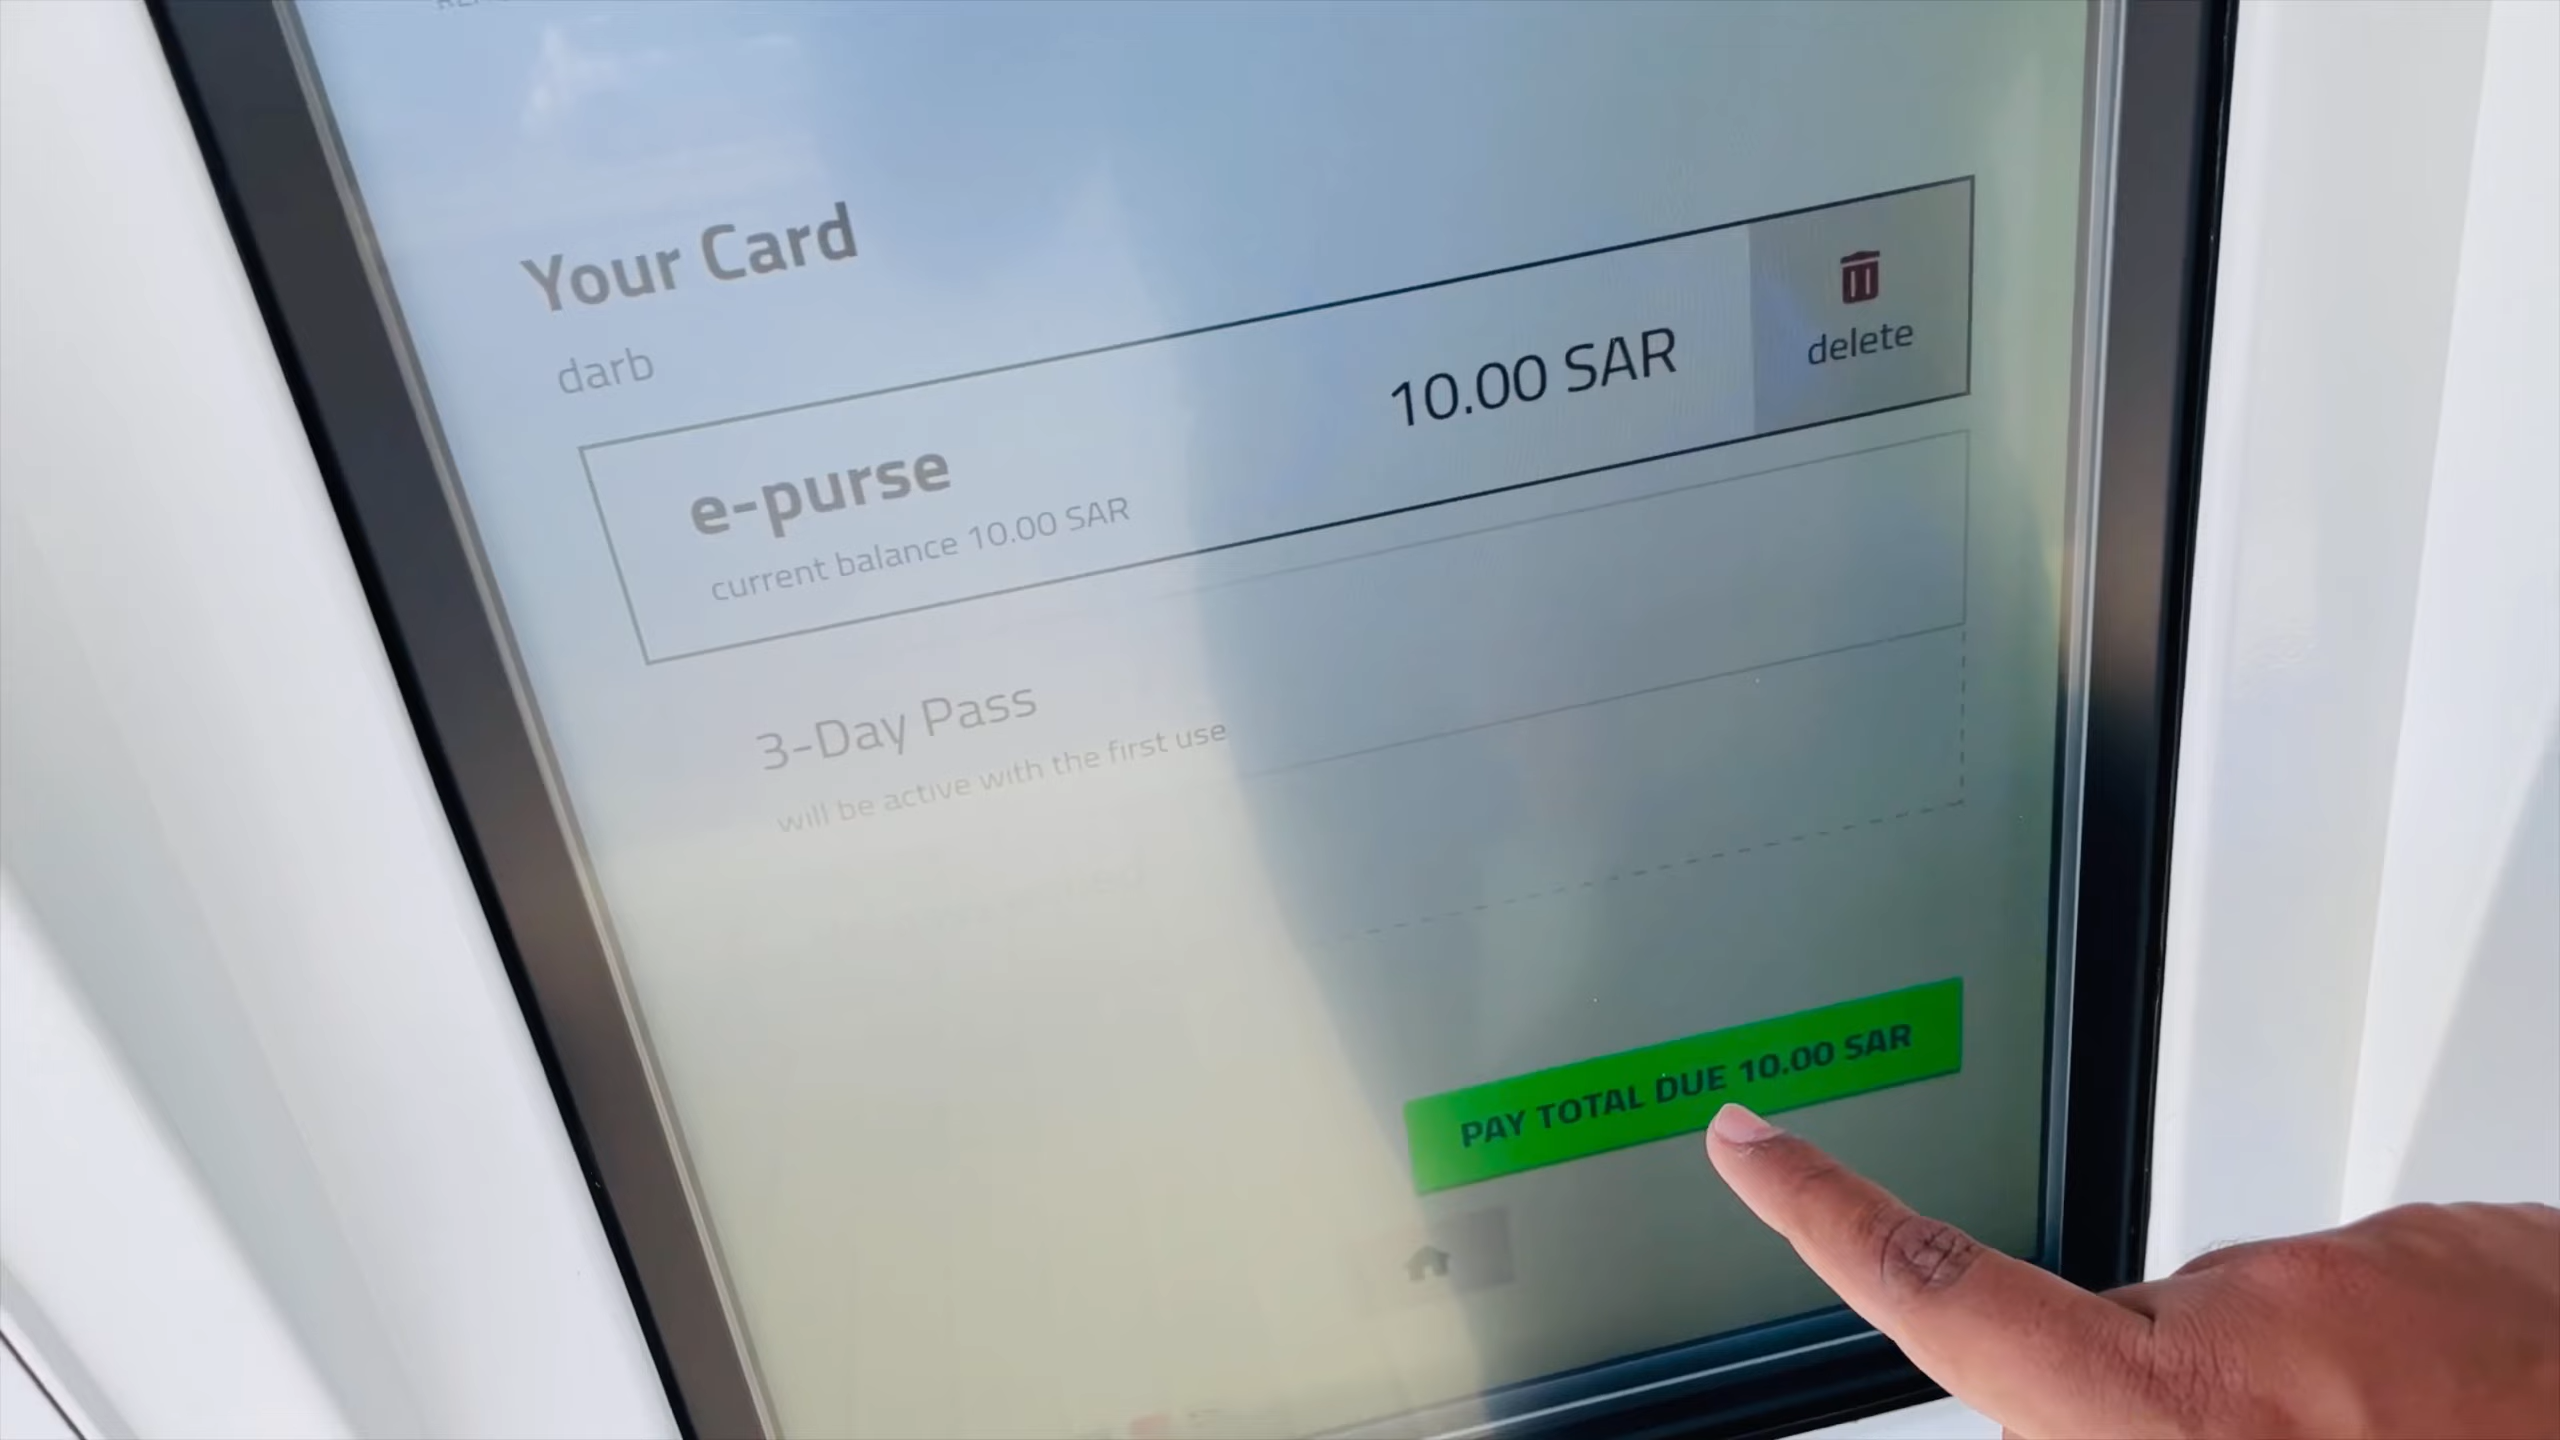 Your Card
darb
e-purse
10.00 SAR
delete
current balance 10.00 SAR
3-Day Pass
will be active with the first use
PAY TOTAL DUE 10.00 SAR